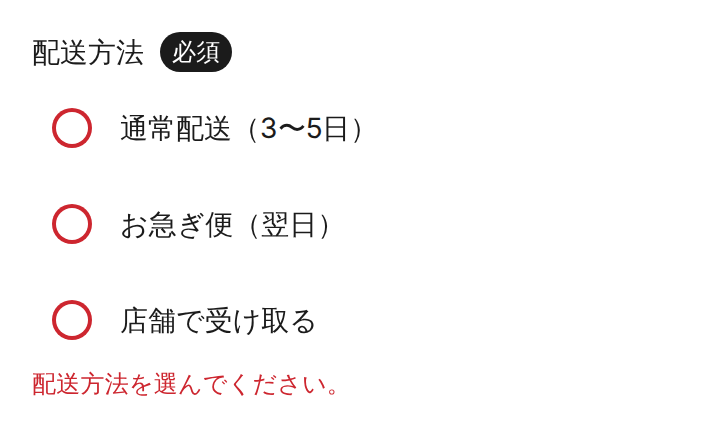 配送方法 必須
通常配送（3〜5日）
お急ぎ便（翌日）
店舗で受け取る
配送方法を選んでください。